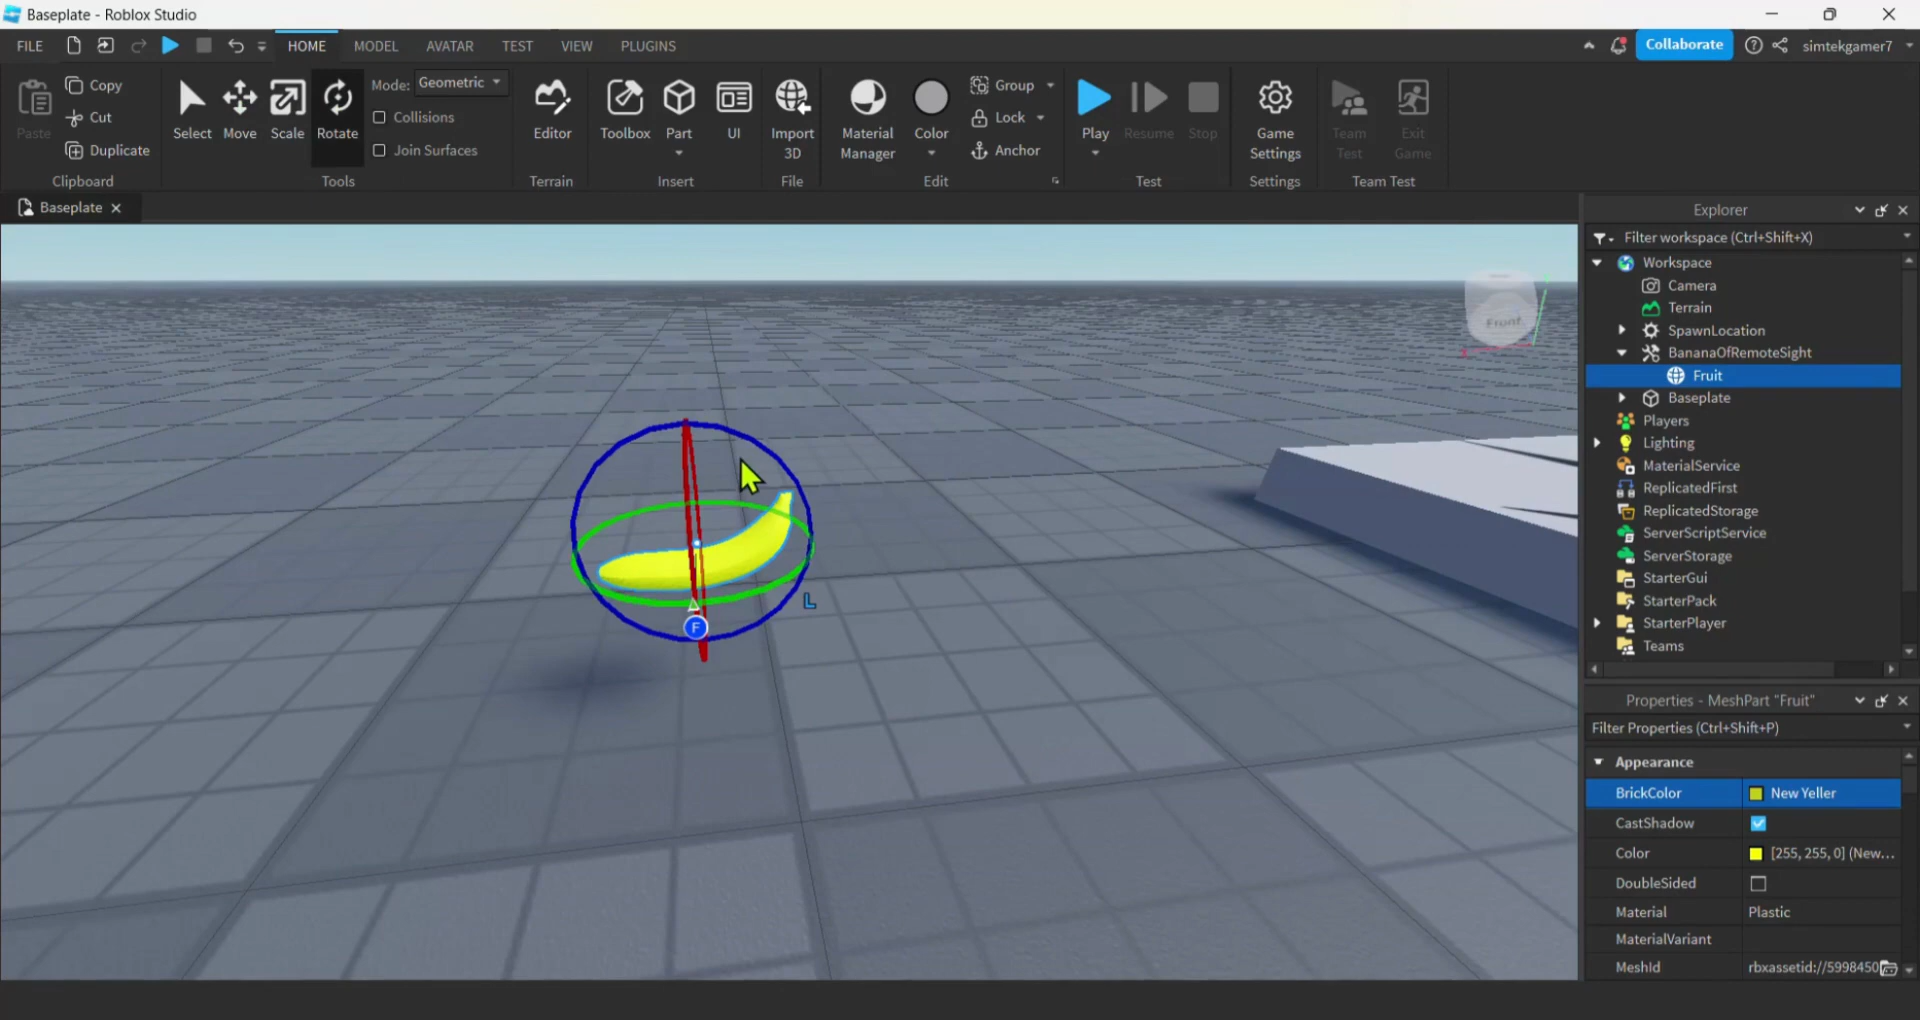 Baseplate - Roblox Studio
FILE HOME MODEL AVATAR TEST VIEW PLUGINS Collaborate simtekgamer7
Paste Copy Cut Duplicate
Clipboard
Select Move Scale Rotate Mode: Geometric
Collisions
Join Surfaces
Tools
Editor
Terrain
Toolbox Part UI
Insert
Import
3D
File
Material
Manager
Color
Group
Lock
Anchor
Edit
Play Resume Stop
Test
Game
Settings
Settings
Team
Test
Exit
Game
Team Test
Baseplate
Front
F
L
Explorer
Filter workspace (Ctrl+Shift+X)
Workspace
Camera
Terrain
SpawnLocation
BananaOfRemoteSight
Fruit
Baseplate
Players
Lighting
MaterialService
ReplicatedFirst
ReplicatedStorage
ServerScriptService
ServerStorage
StarterGui
StarterPack
StarterPlayer
Teams
Properties - MeshPart "Fruit"
Filter Properties (Ctrl+Shift+P)
Appearance
BrickColor New Yeller
CastShadow
Color [255, 255, 0] (New...
DoubleSided
Material Plastic
MaterialVariant
MeshId rbxassetid://5998450